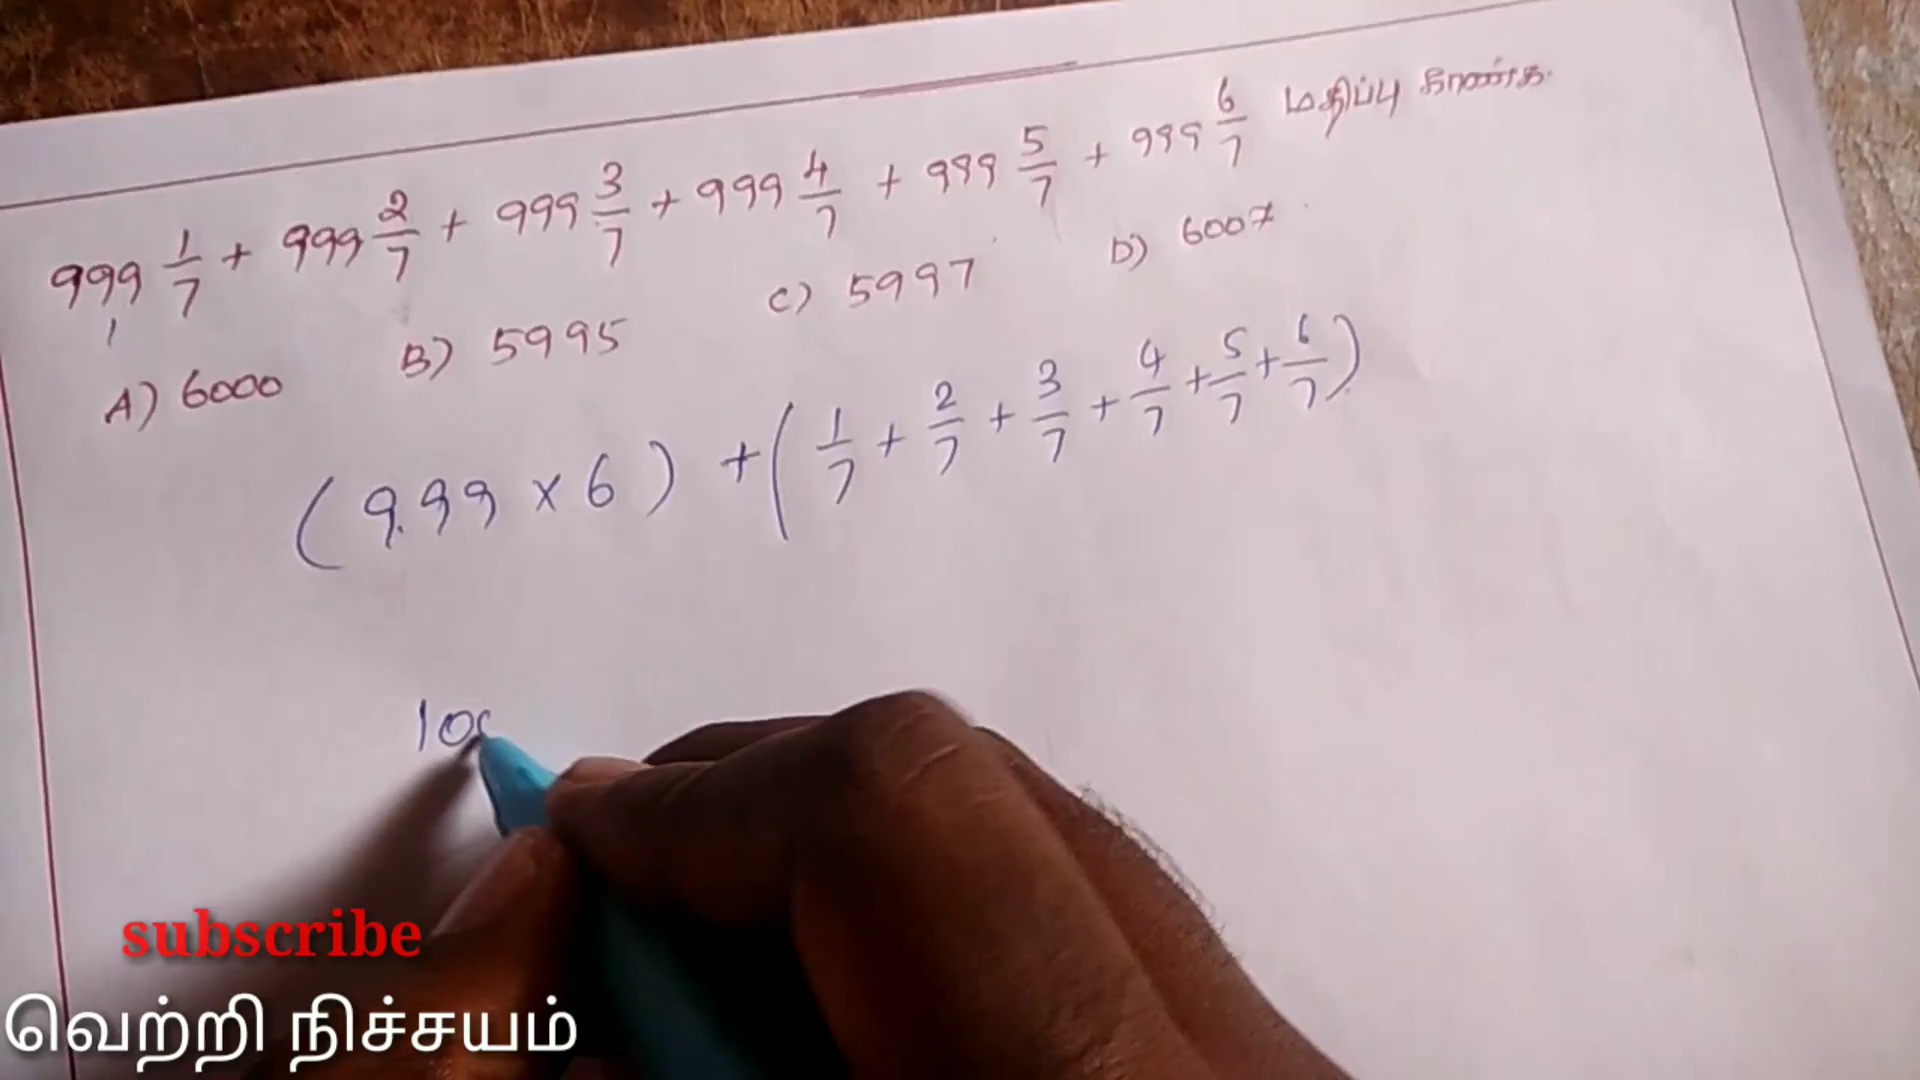 999 1/7 + 999 2/7 + 999 3/7 + 999 4/7 + 999 5/7 + 999 6/7 மதிப்பு காண்க.
A) 6000 B) 5995 C) 5997 D) 6007
(999 × 6) + (1/7 + 2/7 + 3/7 + 4/7 + 5/7 + 6/7)
100
subscribe
வெற்றி நிச்சயம்